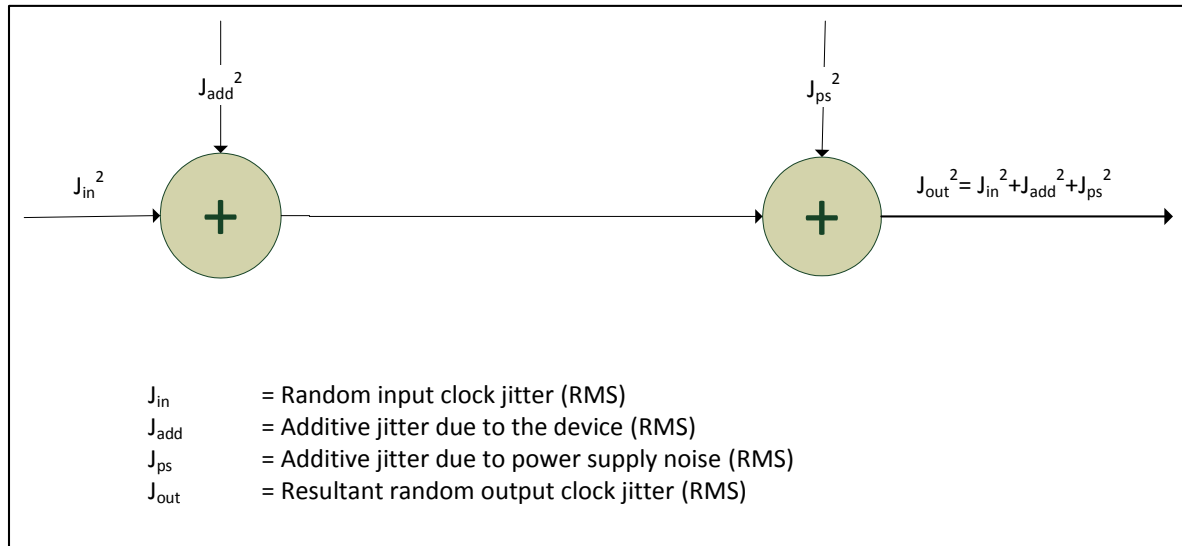 J_add^2
J_ps^2
J_in^2
J_out^2= J_in^2+J_add^2+J_ps^2
+
+
J_in = Random input clock jitter (RMS)
J_add = Additive jitter due to the device (RMS)
J_ps = Additive jitter due to power supply noise (RMS)
J_out = Resultant random output clock jitter (RMS)